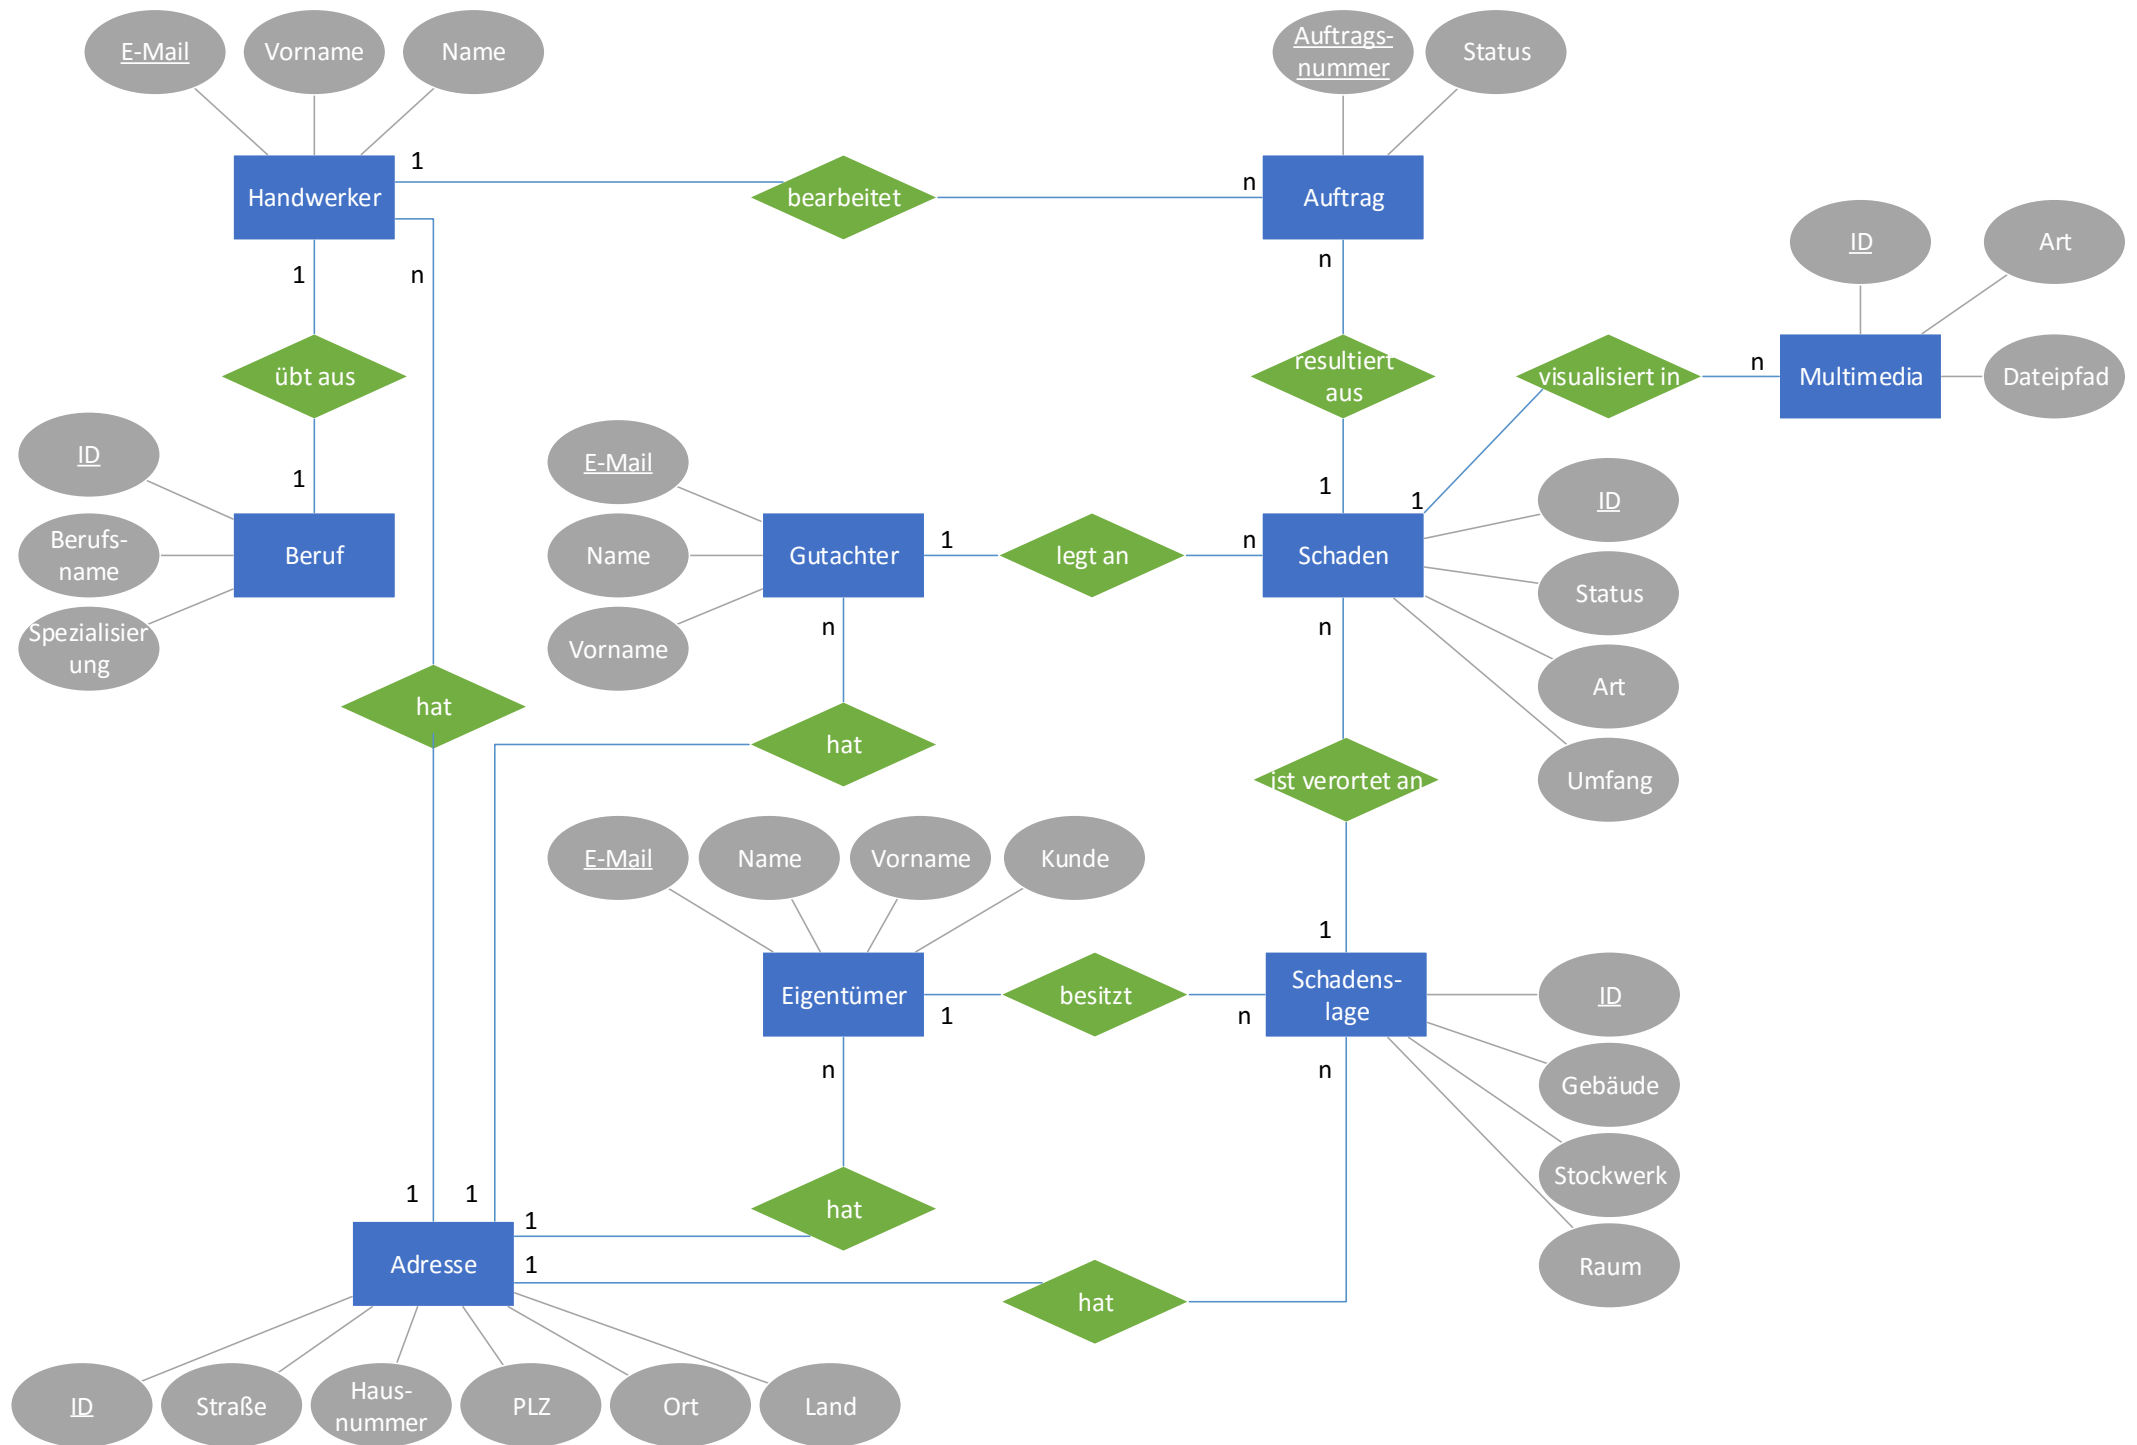 E-Mail
Vorname
Name
Auftrags-
nummer
Status
Handwerker
1
bearbeitet
n
Auftrag
1
n
n
ID
Art
übt aus
resultiert
aus
visualisiert in
n
Multimedia
Dateipfad
ID
1
E-Mail
1
1
ID
Berufs-
name
Beruf
Name
Gutachter
1
legt an
n
Schaden
Status
Spezialisier
ung
Vorname
n
n
Art
hat
hat
ist verortet an
Umfang
E-Mail
Name
Vorname
Kunde
1
Eigentümer
1
besitzt
n
Schadens-
lage
ID
n
n
Gebäude
Stockwerk
1
1
1
hat
Adresse
1
hat
Raum
ID
Straße
Haus-
nummer
PLZ
Ort
Land